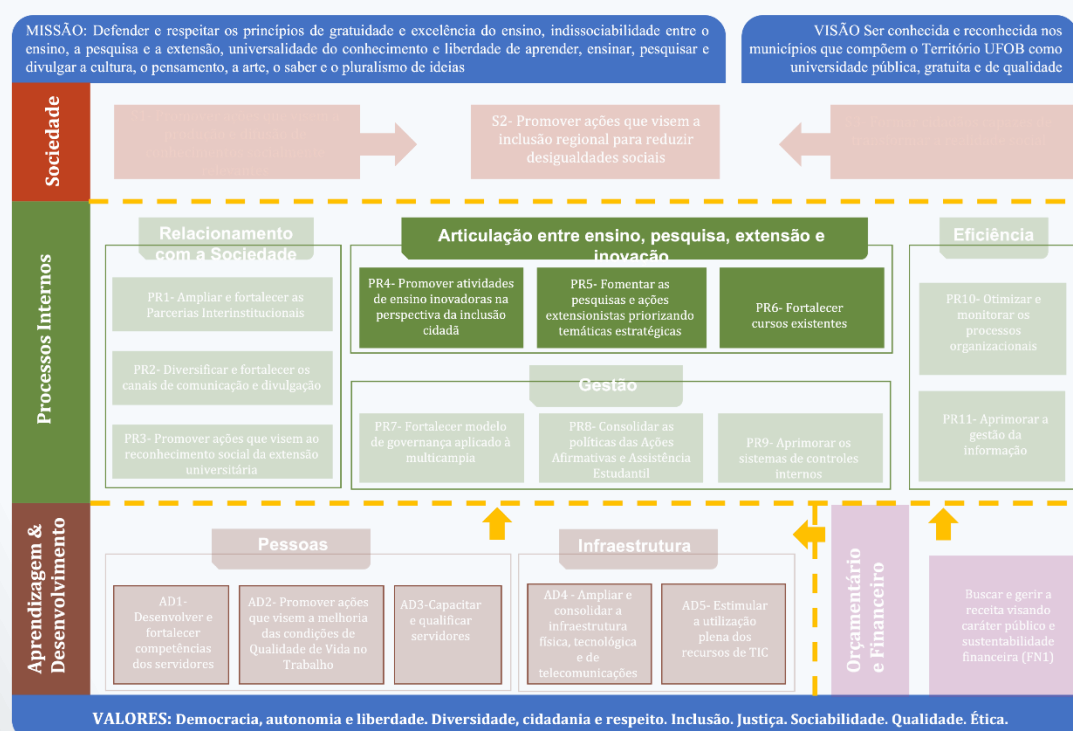 MISSÃO: Defender e respeitar os princípios de gratuidade e excelência do ensino, indissociabilidade entre o
ensino, a pesquisa e a extensão, universalidade do conhecimento e liberdade de aprender, ensinar, pesquisar e
divulgar a cultura, o pensamento, a arte, o saber e o pluralismo de ideias
VISÃO Ser conhecida e reconhecida nos
municípios que compõem o Território UFOB como
universidade pública, gratuita e de qualidade
Sociedade
S2- Promover ações que visem a
inclusão regional para reduzir
desigualdades sociais
Processos Internos
Relacionamento
com a Sociedade
PR1- Ampliar e fortalecer as
Parcerias Interinstitucionais
PR2- Diversificar e fortalecer os
canais de comunicação e divulgação
PR3- Promover ações que visem ao
reconhecimento social da extensão
universitária
Articulação entre ensino, pesquisa, extensão e
inovação
PR4- Promover atividades
de ensino inovadoras na
perspectiva da inclusão
cidadã
PR5- Fomentar as
pesquisas e ações
extensionistas priorizando
temáticas estratégicas
PR6- Fortalecer
cursos existentes
Gestão
PR7- Fortalecer modelo
de governança aplicado à
multicampia
PR8- Consolidar as
políticas das Ações
Afirmativas e Assistência
Estudantil
PR9- Aprimorar os
sistemas de controles
internos
Eficiência
PR10- Otimizar e
monitorar os
processos
organizacionais
PR11- Aprimorar a
gestão da
informação
Aprendizagem &
Desenvolvimento
Pessoas
AD1-
Desenvolver e
fortalecer
competências
dos servidores
AD2- Promover ações
que visem a melhoria
das condições de
Qualidade de Vida no
Trabalho
AD3-Capacitar
e qualificar
servidores
Infraestrutura
AD4 - Ampliar e
consolidar a
infraestrutura
física, tecnológica
e de
telecomunicações
AD5- Estimular
a utilização
plena dos
recursos de TIC
Orçamentário
e Financeiro
Buscar e gerir a
receita visando
caráter público e
sustentabilidade
financeira (FN1)
VALORES: Democracia, autonomia e liberdade. Diversidade, cidadania e respeito. Inclusão. Justiça. Sociabilidade. Qualidade. Ética.